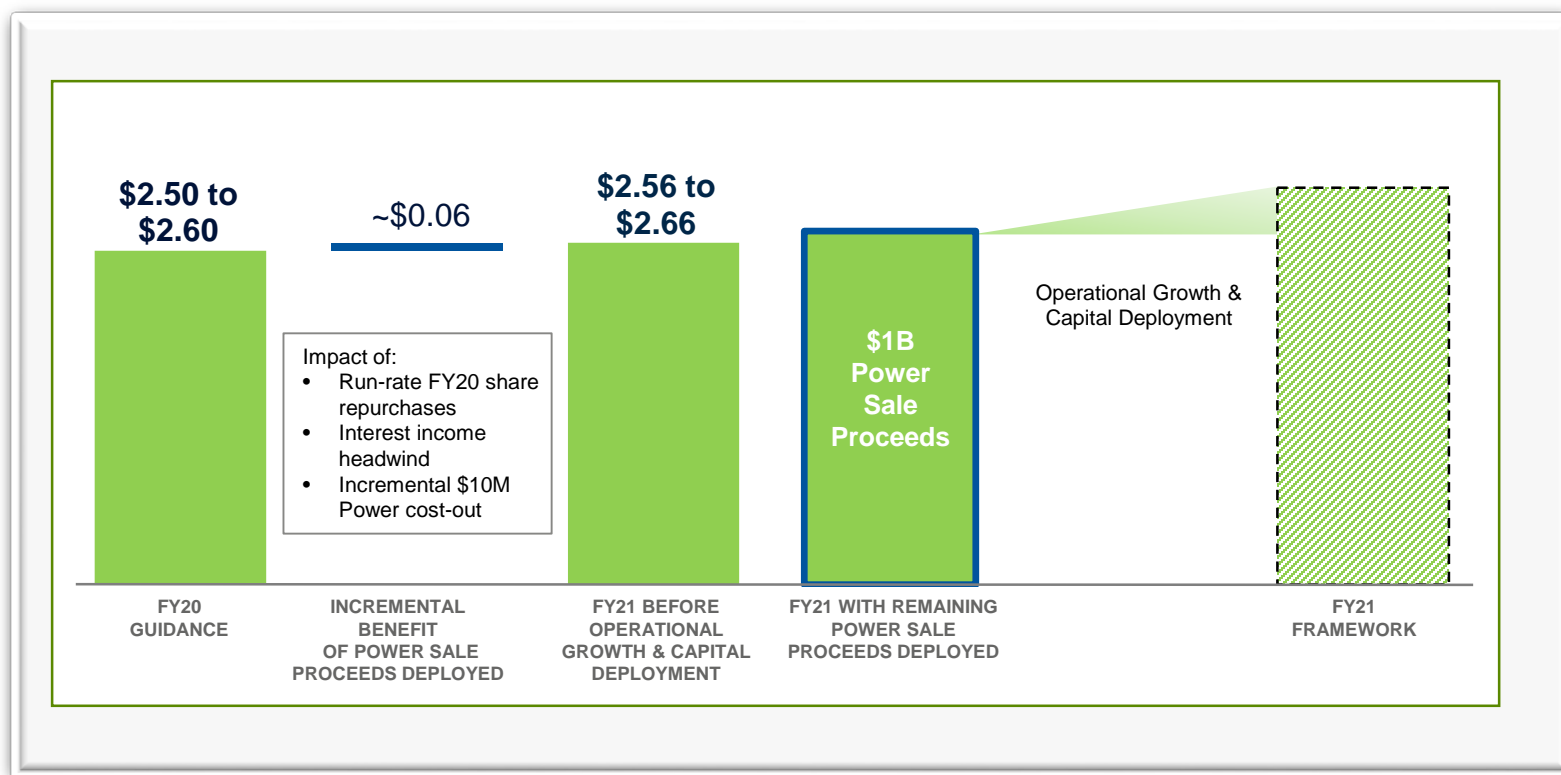 $2.50 to
$2.60
~$0.06
$2.56 to
$2.66
Impact of:
• Run-rate FY20 share
repurchases
• Interest income
headwind
• Incremental $10M
Power cost-out
$1B
Power
Sale
Proceeds
Operational Growth &
Capital Deployment
FY20
GUIDANCE
INCREMENTAL
BENEFIT
OF POWER SALE
PROCEEDS DEPLOYED
FY21 BEFORE
OPERATIONAL
GROWTH & CAPITAL
DEPLOYMENT
FY21 WITH REMAINING
POWER SALE
PROCEEDS DEPLOYED
FY21
FRAMEWORK